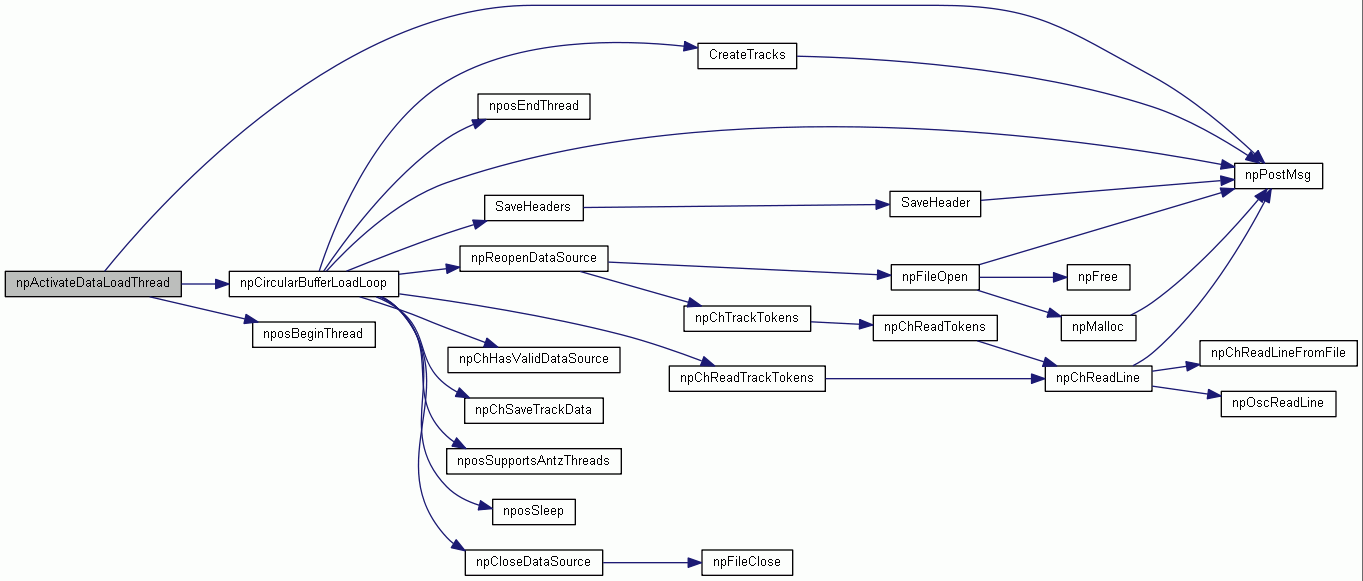 CreateTracks
nposEndThread
npPostMsg
SaveHeaders
SaveHeader
npReopenDataSource
npActivateDataLoadThread
npCircularBufferLoadLoop
npFileOpen
npFree
npChTrackTokens
nposBeginThread
npChReadTokens
npMalloc
npChHasValidDataSource
npChReadLineFromFile
npChReadTrackTokens
npChReadLine
npChSaveTrackData
npOscReadLine
nposSupportsAntzThreads
nposSleep
npCloseDataSource
npFileClose